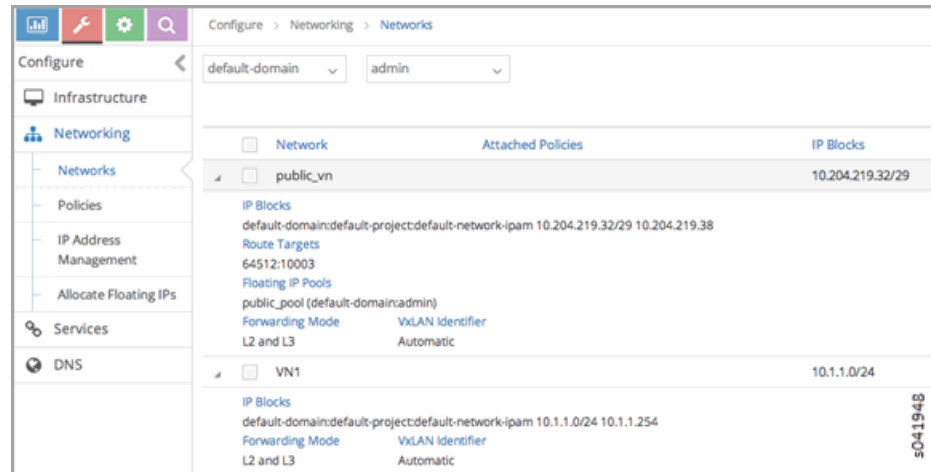 Configure > Networking > Networks
Configure
default-domain
admin
Infrastructure
Networking
Networks
Policies
IP Address
Management
Allocate Floating IPs
Services
DNS
Network Attached Policies IP Blocks
public_vn 10.204.219.32/29
IP Blocks
default-domain:default-project:default-network-ipam 10.204.219.32/29 10.204.219.38
Route Targets
64512:10003
Floating IP Pools
public_pool (default-domain:admin)
Forwarding Mode VxLAN Identifier
L2 and L3 Automatic
VN1 10.1.1.0/24
IP Blocks
default-domain:default-project:default-network-ipam 10.1.1.0/24 10.1.1.254
Forwarding Mode VxLAN Identifier
L2 and L3 Automatic
s041948